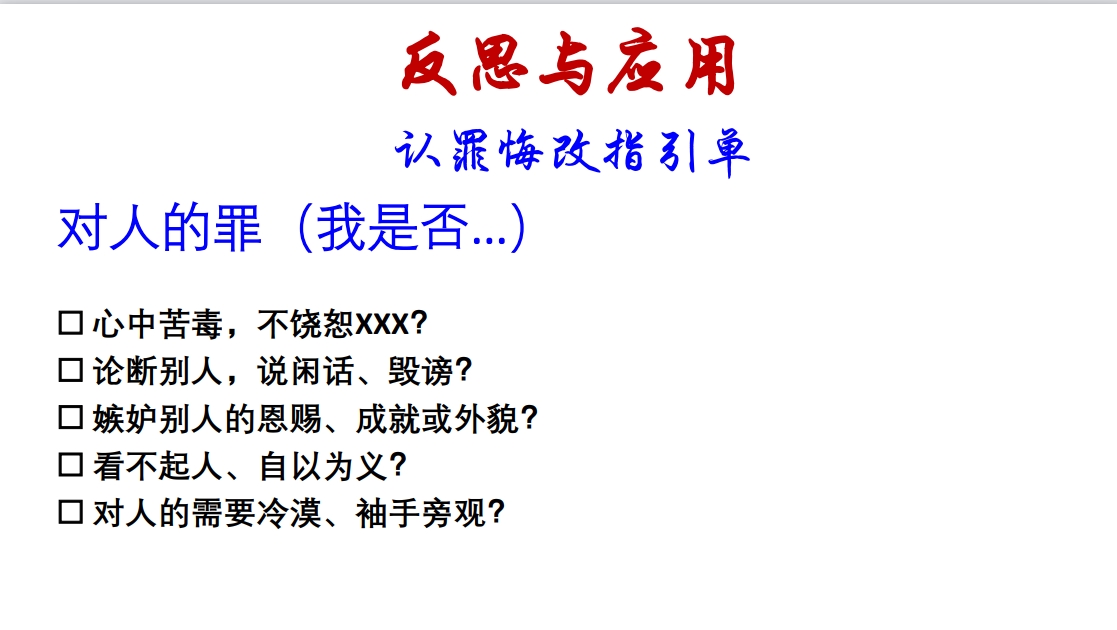 反思与应用
认罪悔改指引单
对人的罪（我是否...）
□ 心中苦毒，不饶恕XXX?
□ 论断别人，说闲话、毁谤?
□ 嫉妒别人的恩赐、成就或外貌?
□ 看不起人、自以为义?
□ 对人的需要冷漠、袖手旁观?